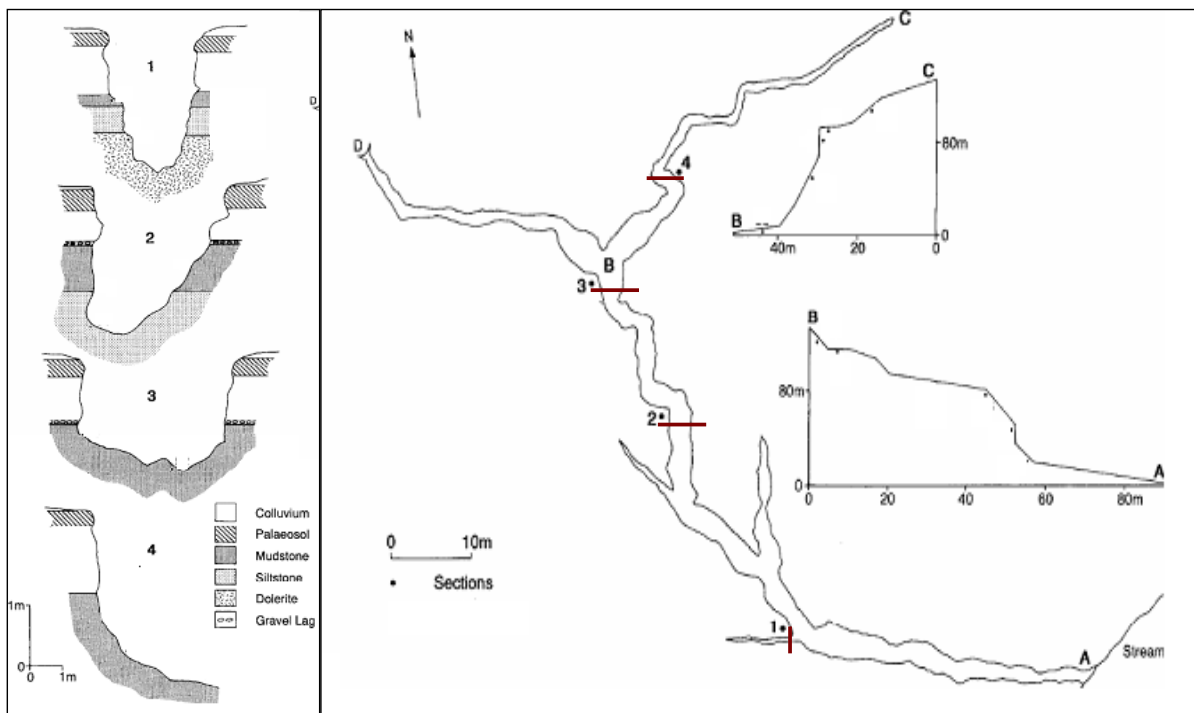 1
2
3
4
Colluvium
Palaeosol
Mudstone
Siltstone
Dolerite
Gravel Lag
1m
0
0 1m
D
N
C
D
4
B
3
2
1
A
Stream
0 10m
Sections
C
80m
B
0
40m 20 0
B
80m
A
0
0 20 40 60 80m